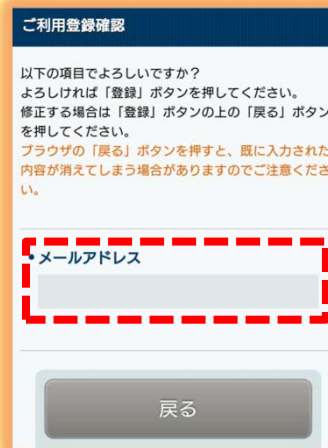 ご利用登録確認
以下の項目でよろしいですか？
よろしければ「登録」ボタンを押してください。
修正する場合は「登録」ボタンの上の「戻る」ボタン
を押してください。
ブラウザの「戻る」ボタンを押すと、既に入力された
内容が消えてしまう場合がありますのでご注意くださ
い。
•メールアドレス
戻る